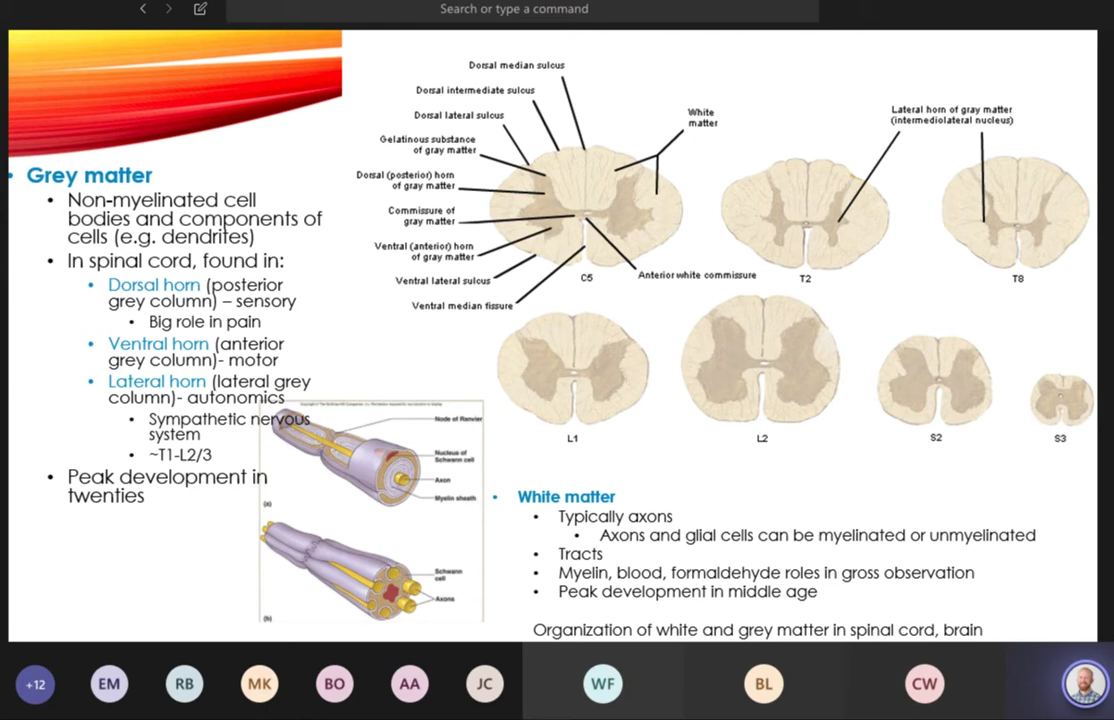 Search or type a command
Grey matter
Non-myelinated cell
bodies and components of
cells (e.g. dendrites)
In spinal cord, found in:
Dorsal horn (posterior
grey column) – sensory
Big role in pain
Ventral horn (anterior
grey column)- motor
Lateral horn (lateral grey
column)- autonomics
Sympathetic nervous
system
~T1-L2/3
Peak development in
twenties
Dorsal median sulcus
Dorsal intermediate sulcus
Dorsal lateral sulcus
Gelatinous substance
of gray matter
Dorsal (posterior) horn
of gray matter
Commissure of
gray matter
Ventral (anterior) horn
of gray matter
Ventral lateral sulcus
Ventral median fissure
White
matter
Anterior white commissure
C5
Lateral horn of gray matter
(intermediolateral nucleus)
T2
T8
L1
L2
S2
S3
Node of Ranvier
Nucleus of
Schwann cell
Axon
Myelin sheath
(a)
Schwann
cell
Axons
(b)
White matter
Typically axons
Axons and glial cells can be myelinated or unmyelinated
Tracts
Myelin, blood, formaldehyde roles in gross observation
Peak development in middle age
Organization of white and grey matter in spinal cord, brain
+12
EM
RB
MK
BO
AA
JC
WF
BL
CW